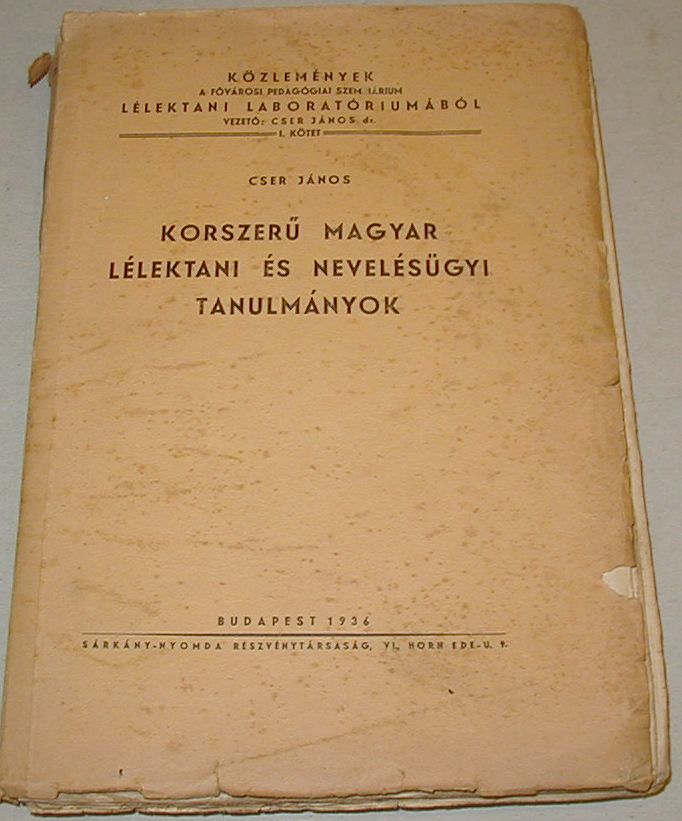 KÖZLEMÉNYEK
A FŐVÁROSI PEDAGÓGIAI SZEMINÁRIUM
LÉLEKTANI LABORATÓRIUMÁBÓL
VEZETŐ: CSER JÁNOS dr.
I. KÖTET
CSER JÁNOS
KORSZERŰ MAGYAR
LÉLEKTANI ÉS NEVELÉSÜGYI
TANULMÁNYOK
BUDAPEST 1936
SÁRKÁNY-NYOMDA RÉSZVÉNYTÁRSASÁG, VI., HORN EDE-U. 9.